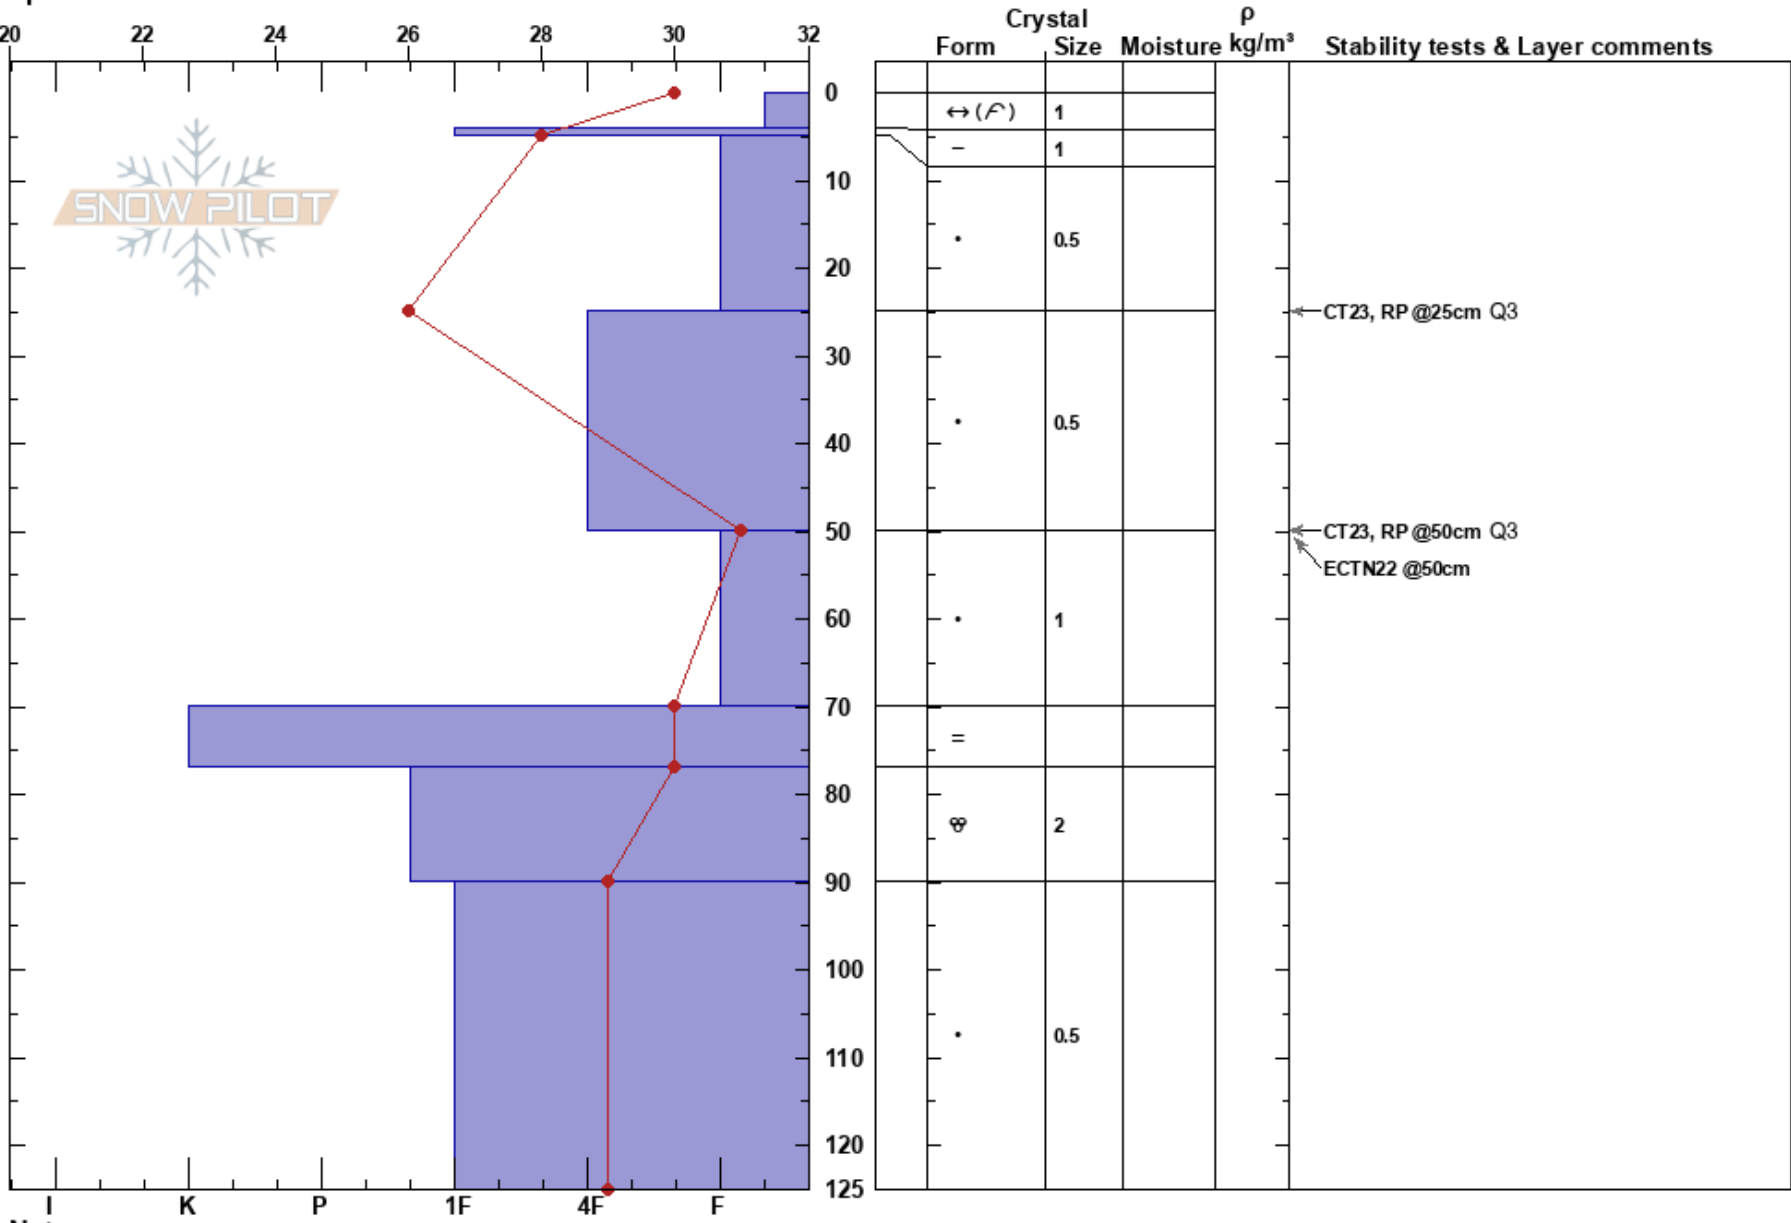 Crystal ρ
20 22 24 26 28 30 32 Form Size Moisture kg/m³ Stability tests & Layer comments
0
1
SNOW PILOT
1
10
0.5
20
CT23, RP @25cm Q3
30
0.5
40
50 CT23, RP @50cm Q3
ECTN22 @50cm
60 1
70
=
80
2
90
100
0.5
110
120
125
I K P 1F 4F F